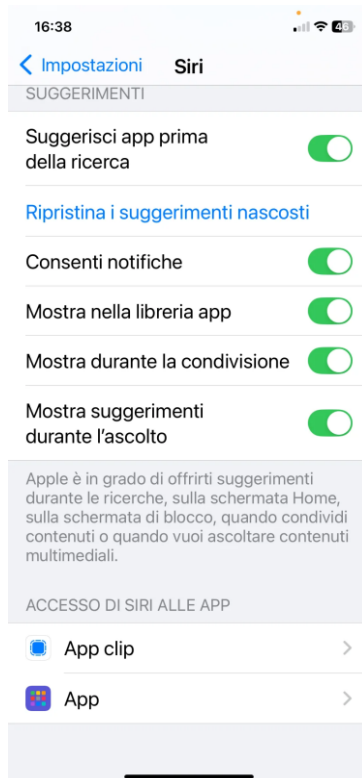 16:38
46
Impostazioni
Siri
SUGGERIMENTI
Suggerisci app prima
della ricerca
Ripristina i suggerimenti nascosti
Consenti notifiche
Mostra nella libreria app
Mostra durante la condivisione
Mostra suggerimenti
durante l'ascolto
Apple è in grado di offrirti suggerimenti
durante le ricerche, sulla schermata Home,
sulla schermata di blocco, quando condividi
contenuti o quando vuoi ascoltare contenuti
multimediali.
ACCESSO DI SIRI ALLE APP
App clip
App